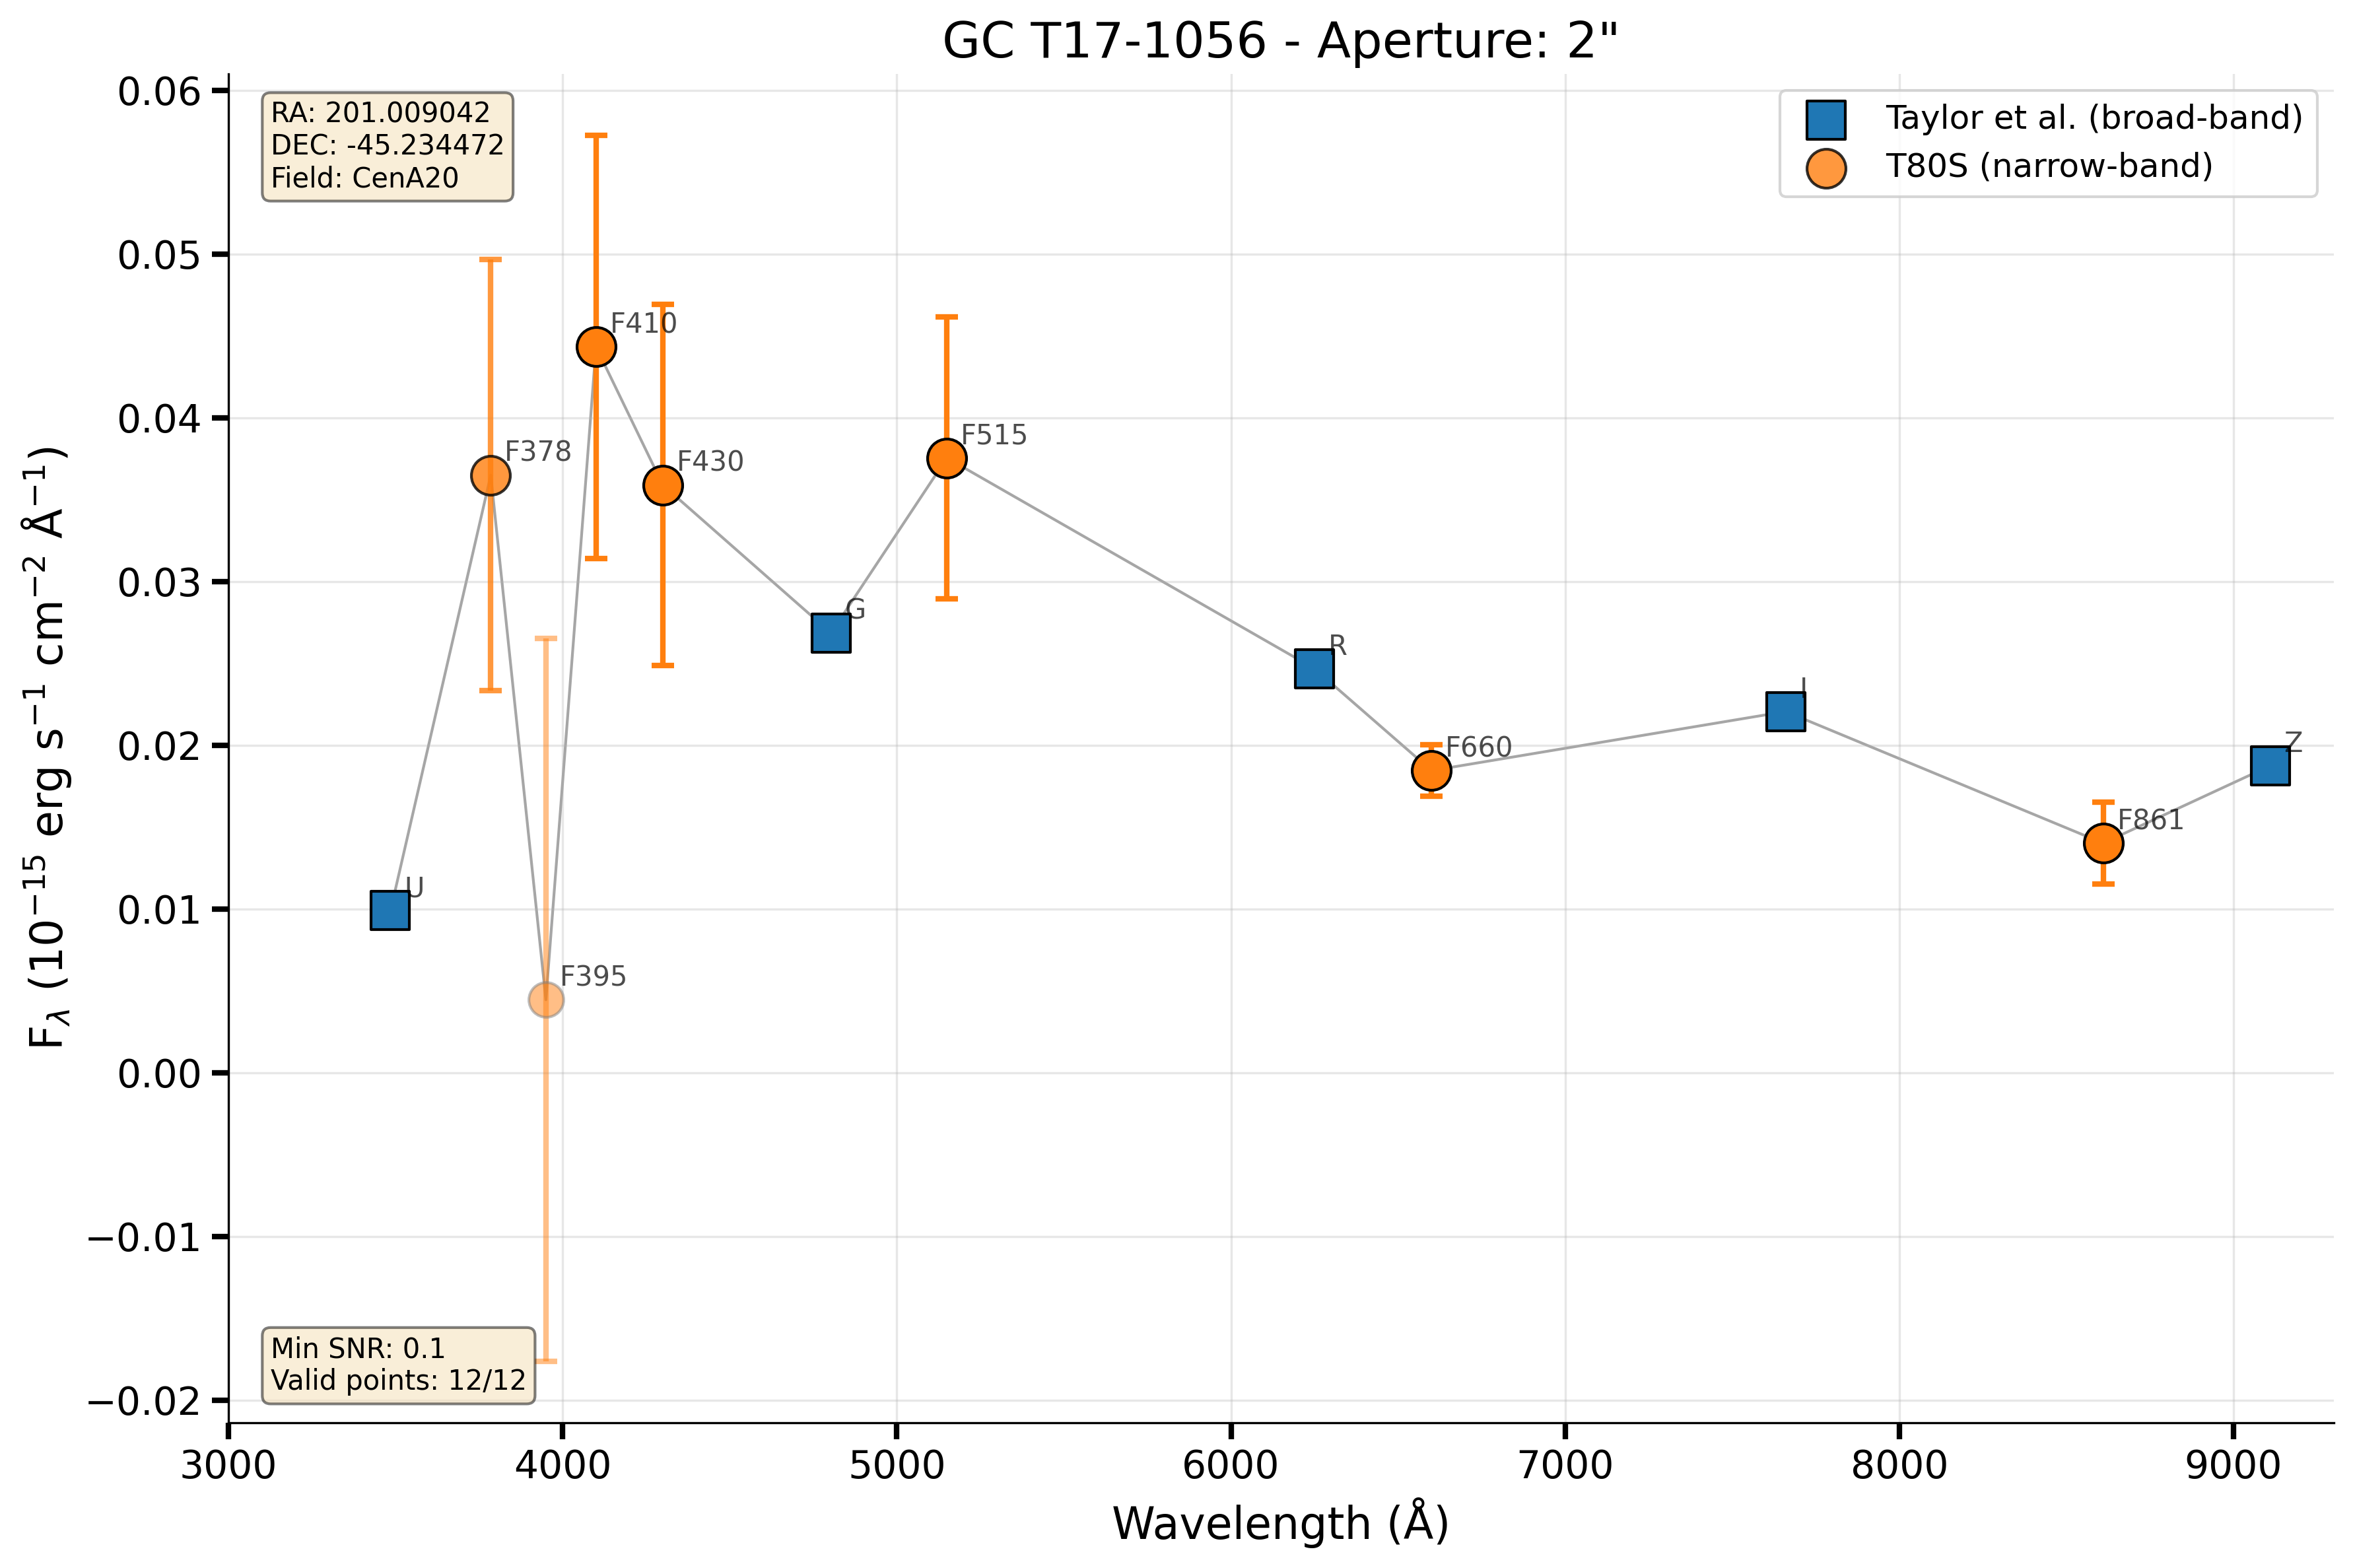 GC T17-1056 - Aperture: 2"
RA: 201.009042
DEC: -45.234472
Field: CenA20
Taylor et al. (broad-band)
T80S (narrow-band)
0.06
0.05
0.04
0.03
0.02
0.01
0.00
−0.01
−0.02
F_λ (10⁻¹⁵ erg s⁻¹ cm⁻² Å⁻¹)
U
F378
F395
F410
F430
G
F515
R
F660
I
F861
Z
Min SNR: 0.1
Valid points: 12/12
3000 4000 5000 6000 7000 8000 9000
Wavelength (Å)